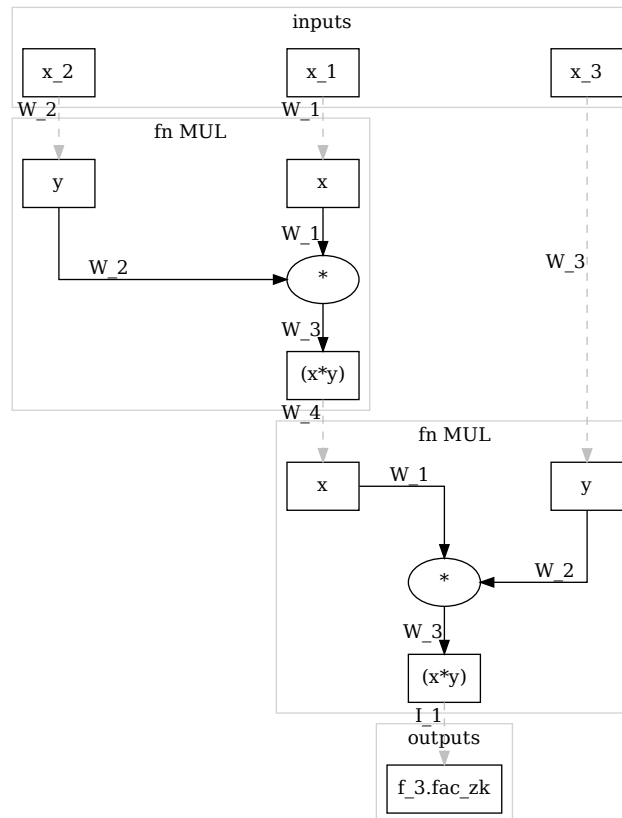 inputs
x_2
x_1
x_3
W_2
W_1
fn MUL
y
x
W_1
W_2
W_3
*
W_3
(x*y)
W_4
fn MUL
x
W_1
y
*
W_2
W_3
(x*y)
I_1
outputs
f_3.fac_zk